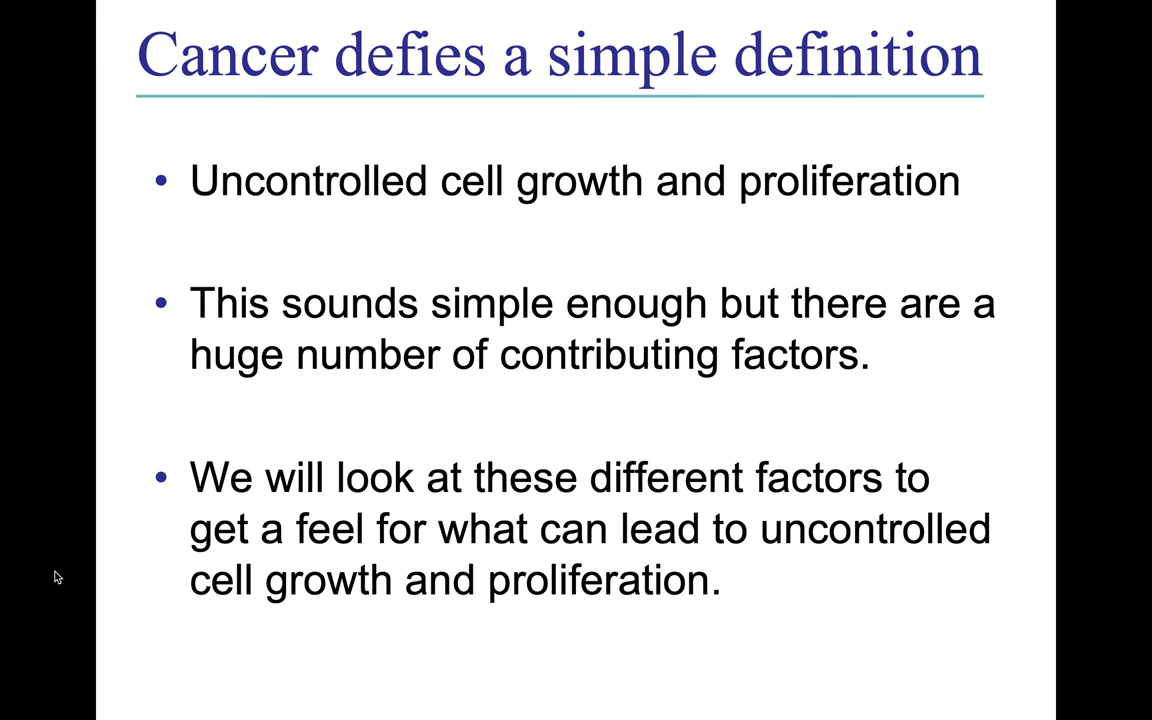 Cancer defies a simple definition
• Uncontrolled cell growth and proliferation
• This sounds simple enough but there are a
huge number of contributing factors.
• We will look at these different factors to
get a feel for what can lead to uncontrolled
cell growth and proliferation.